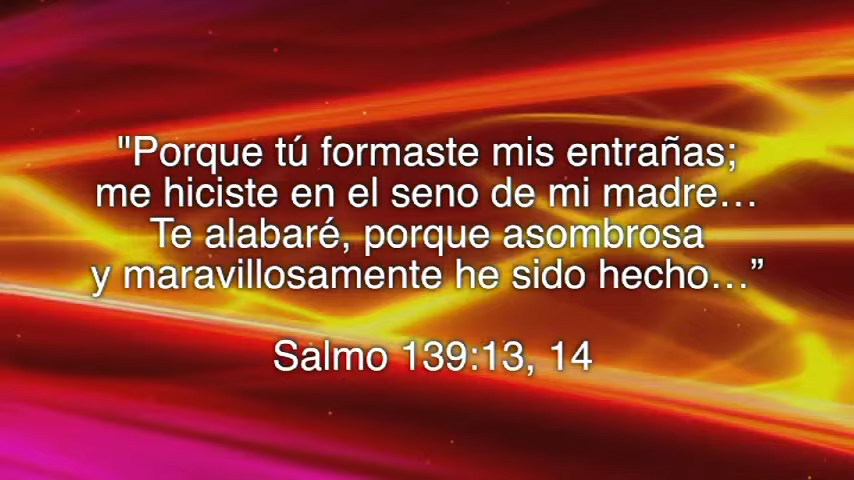 "Porque tú formaste mis entrañas;
me hiciste en el seno de mi madre…
Te alabaré, porque asombrosa
y maravillosamente he sido hecho…”
Salmo 139:13, 14